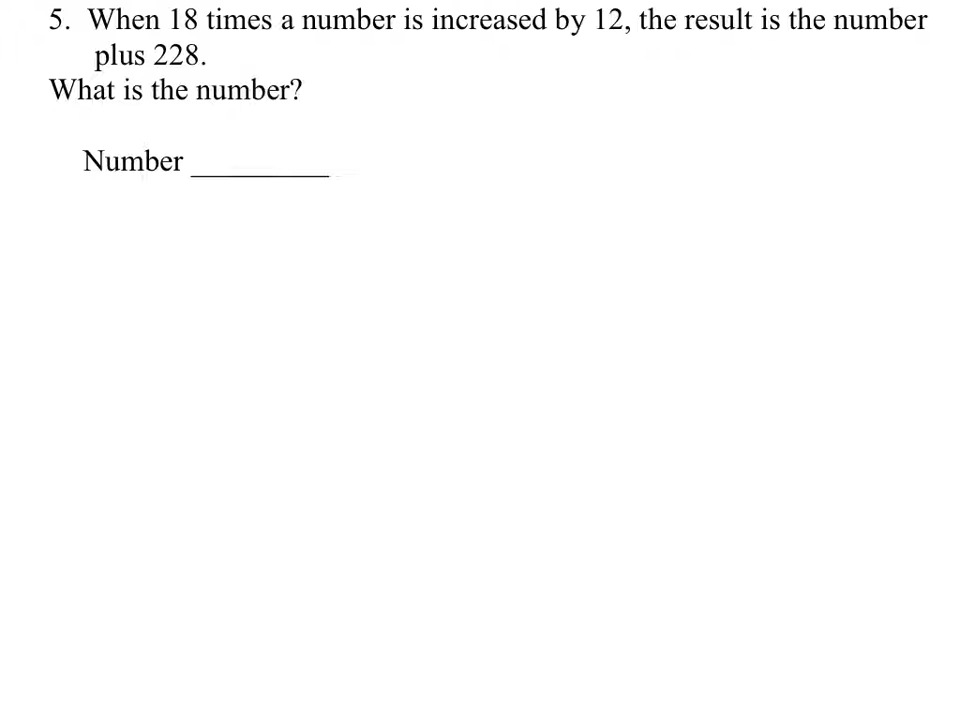 5. When 18 times a number is increased by 12, the result is the number
plus 228.
What is the number?
Number __________